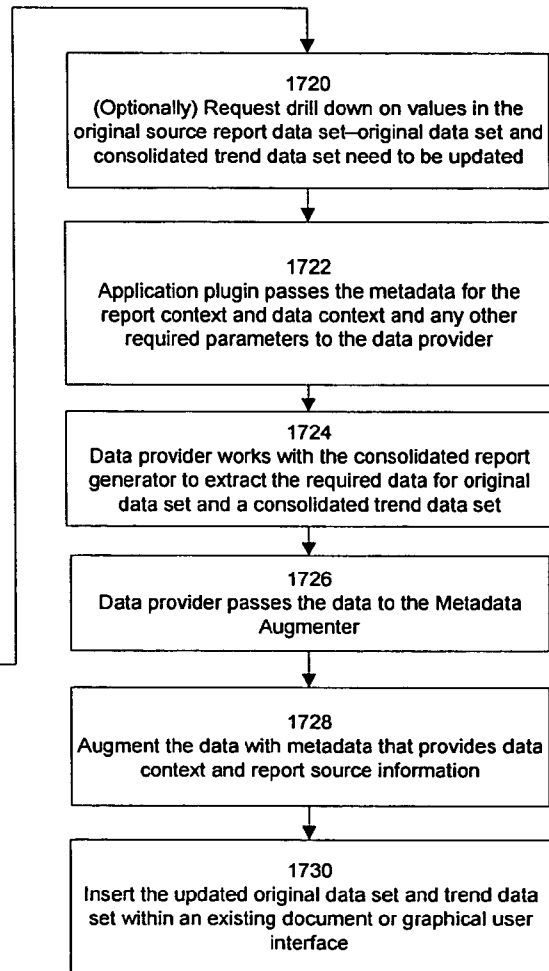 1720
(Optionally) Request drill down on values in the
original source report data set–original data set and
consolidated trend data set need to be updated
1722
Application plugin passes the metadata for the
report context and data context and any other
required parameters to the data provider
1724
Data provider works with the consolidated report
generator to extract the required data for original
data set and a consolidated trend data set
1726
Data provider passes the data to the Metadata
Augmenter
1728
Augment the data with metadata that provides data
context and report source information
1730
Insert the updated original data set and trend data
set within an existing document or graphical user
interface